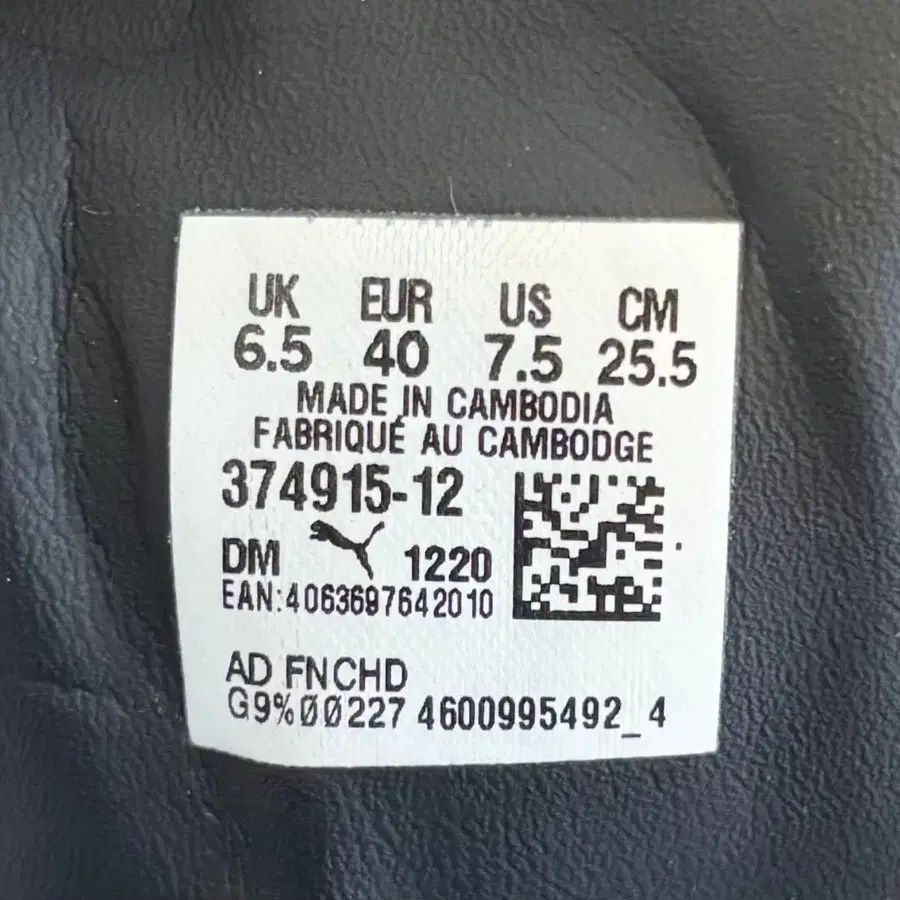 UK EUR US CM
6.5 40 7.5 25.5
MADE IN CAMBODIA
FABRIQUÉ AU CAMBODGE
374915-12
DM 1220
EAN:4063697642010
AD FNCHD
G9%00227 4600995492_4